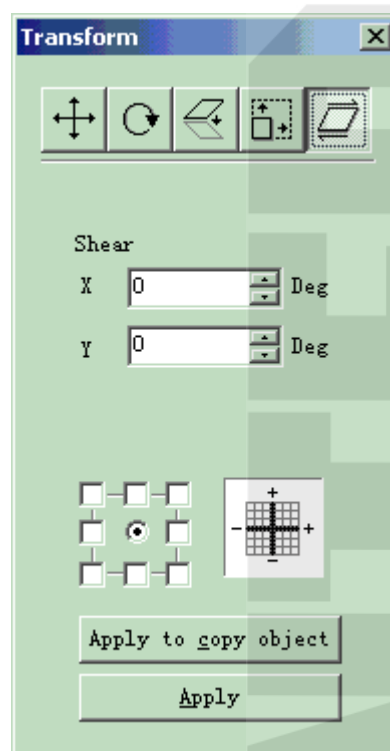 Transform
Shear
X 0 Deg
Y 0 Deg
+
- +
-
Apply to copy object
Apply